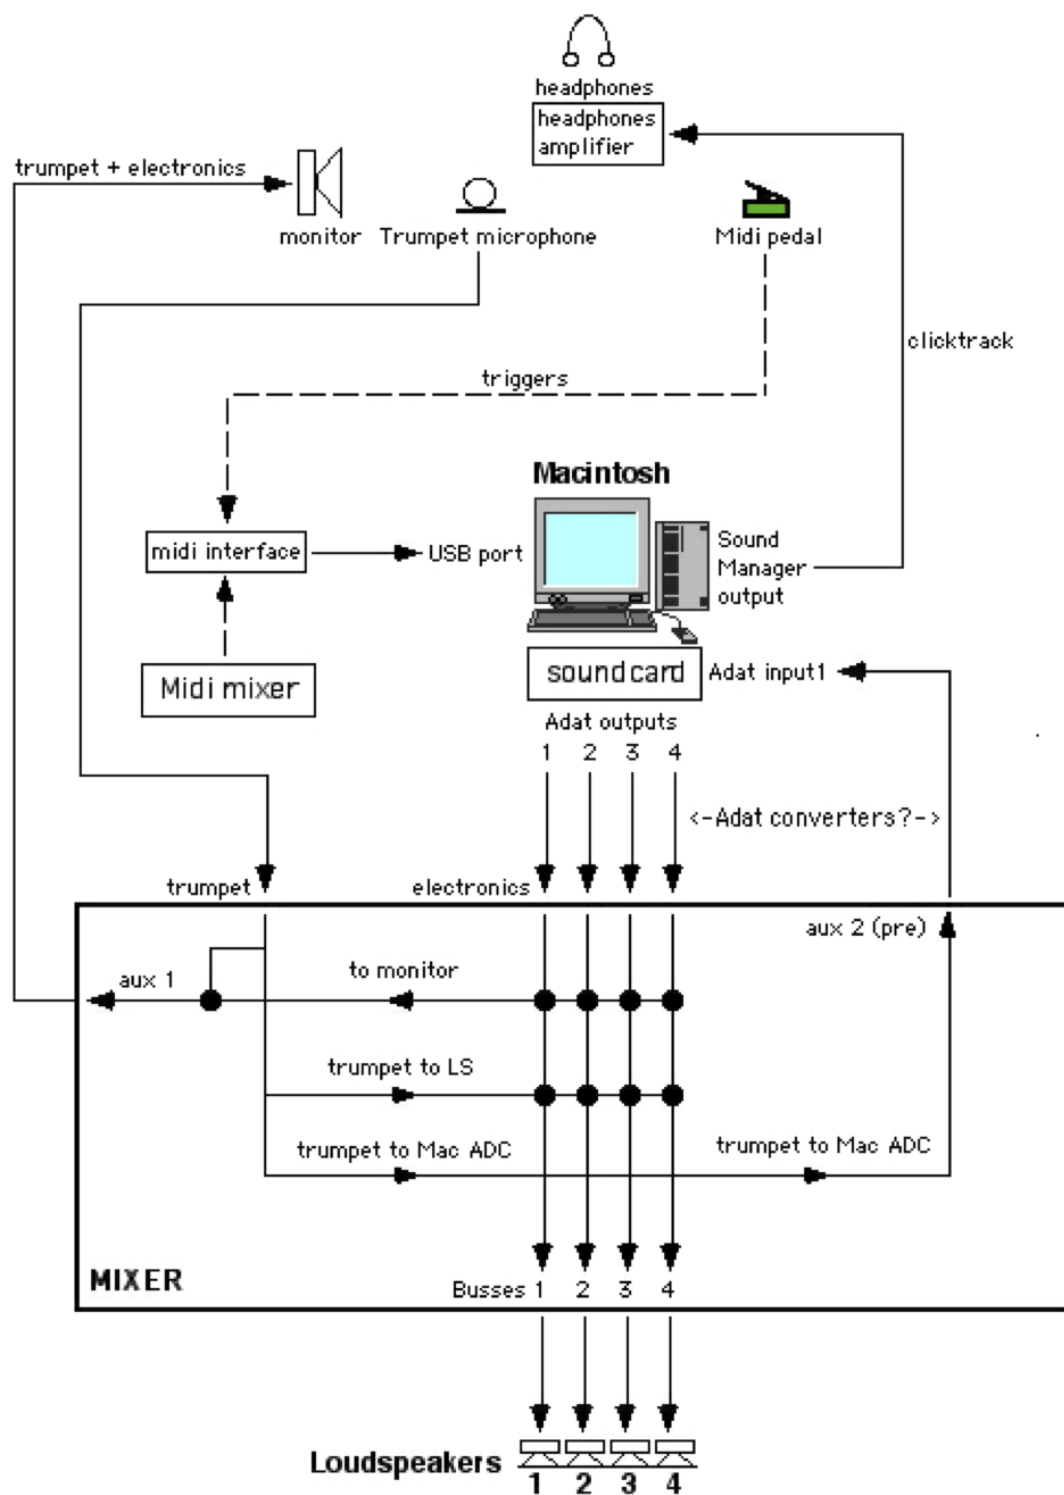 headphones
headphones
amplifier
trumpet + electronics
monitor
Trumpet microphone
Midi pedal
clicktrack
triggers
Macintosh
midi interface
USB port
Sound
Manager
output
Midi mixer
soundcard
Adat input1
Adat outputs
1 2 3 4
<-Adat converters?->
trumpet
electronics
aux 2 (pre)
aux 1
to monitor
trumpet to LS
trumpet to Mac ADC
trumpet to Mac ADC
MIXER
Busses 1 2 3 4
Loudspeakers
1 2 3 4